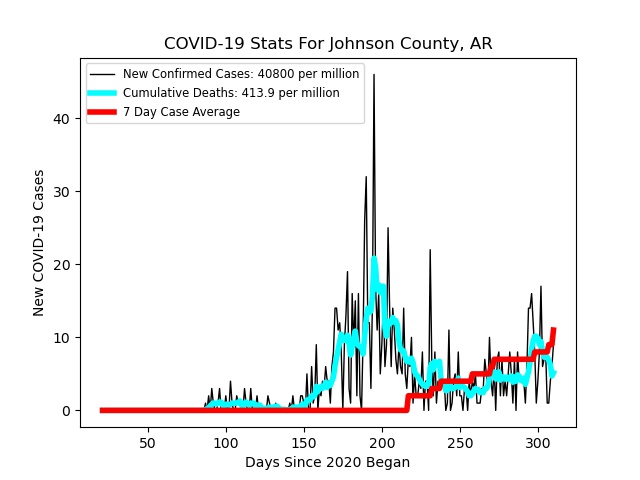 COVID-19 Stats For Johnson County, AR
New Confirmed Cases: 40800 per million
Cumulative Deaths: 413.9 per million
7 Day Case Average
New COVID-19 Cases
40
30
20
10
0
50 100 150 200 250 300
Days Since 2020 Began